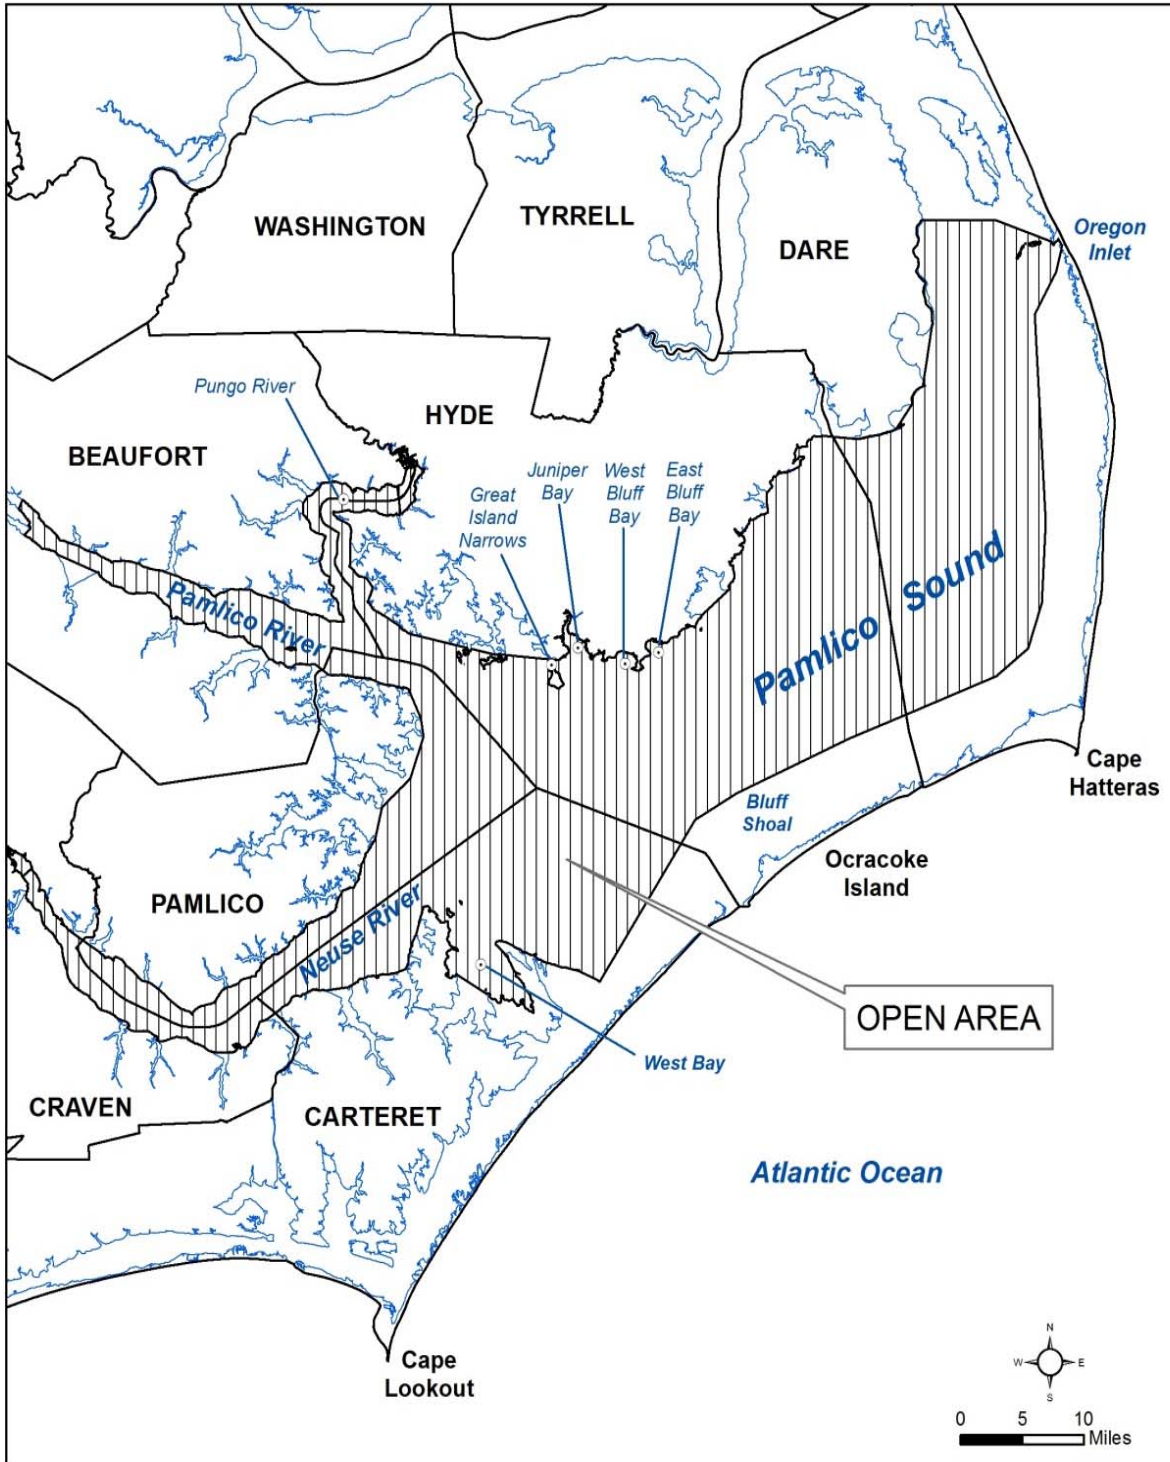 WASHINGTON
TYRRELL
DARE
Oregon
Inlet
Pungo River
HYDE
BEAUFORT
Juniper
Bay
West
Bluff
Bay
East
Bluff
Bay
Great
Island
Narrows
Pamlico Sound
Pamlico River
Cape
Hatteras
Bluff
Shoal
Ocracoke
Island
PAMLICO
Neuse River
OPEN AREA
West Bay
CRAVEN
CARTERET
Atlantic Ocean
Cape
Lookout
N
W
E
S
0 5 10
Miles